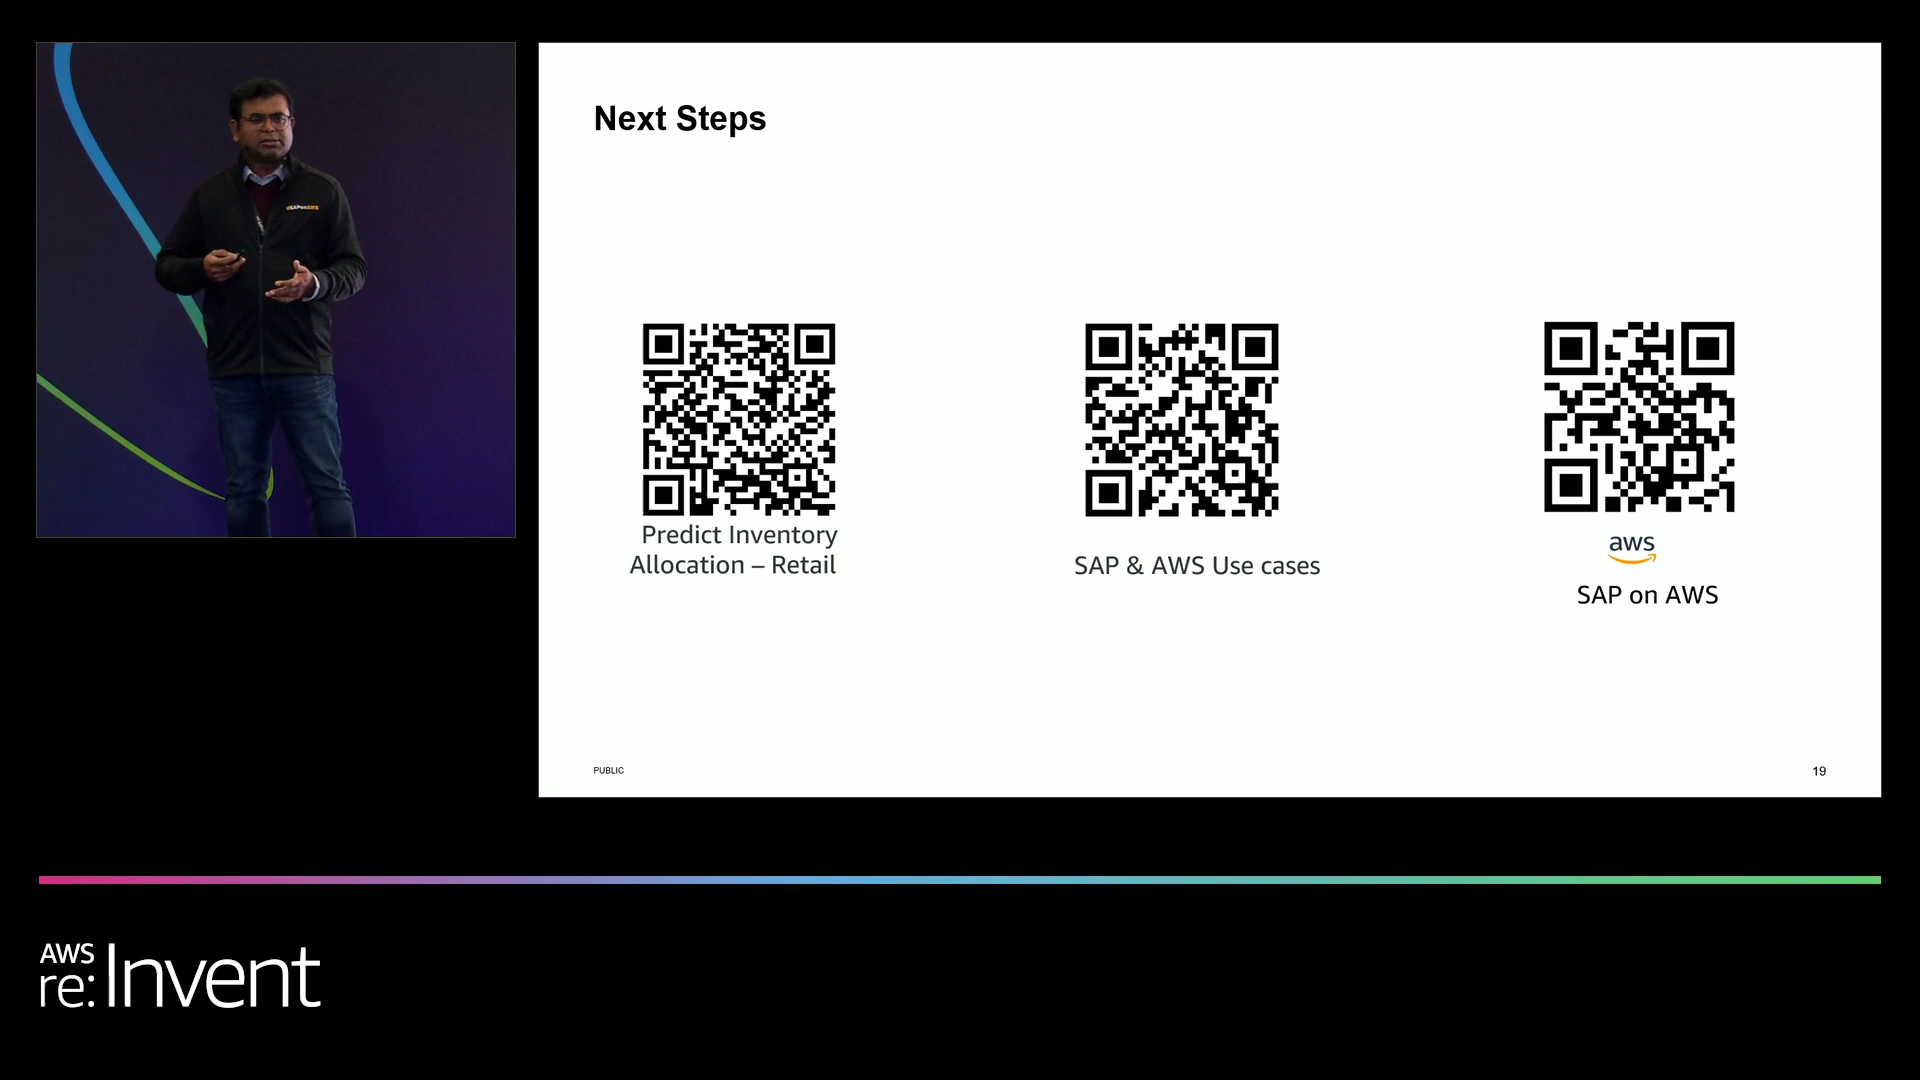 Next Steps
#SAPonAWS
Predict Inventory
Allocation – Retail
SAP & AWS Use cases
aws
SAP on AWS
PUBLIC
19
AWS
re:Invent